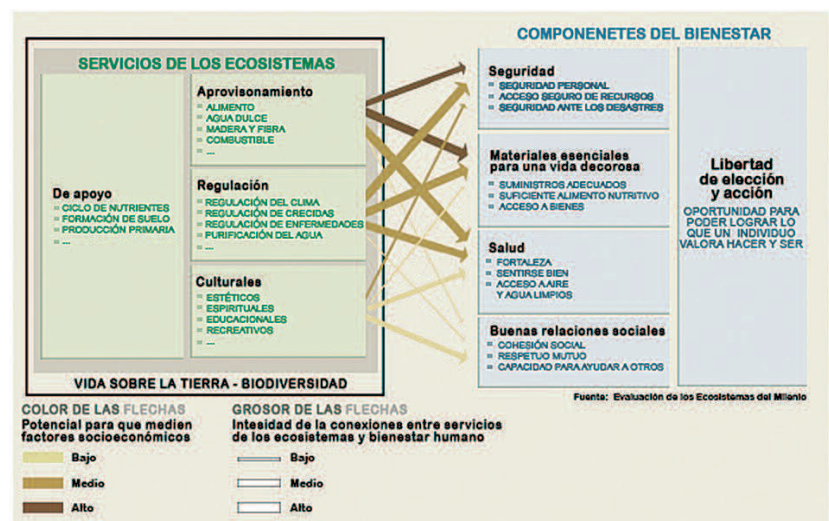 COMPONENETES DEL BIENESTAR
SERVICIOS DE LOS ECOSISTEMAS
De apoyo
= CICLO DE NUTRIENTES
= FORMACIÓN DE SUELO
= PRODUCCIÓN PRIMARIA
= ...
Aprovisonamiento
= ALIMENTO
= AGUA DULCE
= MADERA Y FIBRA
= COMBUSTIBLE
= ...
Regulación
= REGULACIÓN DEL CLIMA
= REGULACIÓN DE CRECIDAS
= REGULACIÓN DE ENFERMEDADES
= PURIFICACIÓN DEL AGUA
= ...
Culturales
= ESTÉTICOS
= ESPIRITUALES
= EDUCACIONALES
= RECREATIVOS
= ...
VIDA SOBRE LA TIERRA - BIODIVERSIDAD
Seguridad
= SEGURIDAD PERSONAL
= ACCESO SEGURO DE RECURSOS
= SEGURIDAD ANTE LOS DESASTRES
Materiales esenciales
para una vida decorosa
= SUMINISTROS ADECUADOS
= SUFICIENTE ALIMENTO NUTRITIVO
= ACCESO A BIENES
Salud
= FORTALEZA
= SENTIRSE BIEN
= ACCESO A AIRE
Y AGUA LIMPIOS
Buenas relaciones sociales
= COHESIÓN SOCIAL
= RESPETUO MUTUO
= CAPACIDAD PARA AYUDAR A OTROS
Libertad
de elección
y acción
OPORTUNIDAD PARA
PODER LOGRAR LO
QUE UN INDIVIDUO
VALORA HACER Y SER
Fuente: Evaluación de los Ecosistemas del Milenio
COLOR DE LAS FLECHAS
Potencial para que medien
factores socioeconómicos
Bajo
Medio
Alto
GROSOR DE LAS FLECHAS
Intesidad de la conexiones entre servicios
de los ecosistemas y bienestar humano
Bajo
Medio
Alto